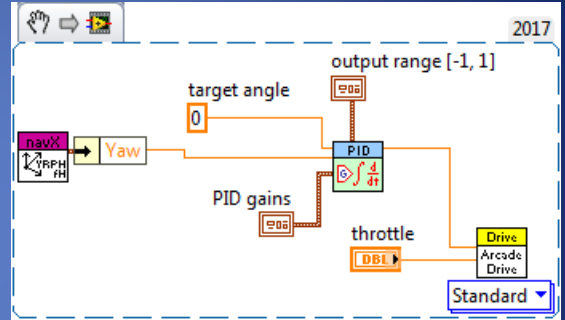 2017
output range [-1, 1]
target angle
0
navX
YRPH
fH
Yaw
PID
G
d
dt
PID gains
throttle
DBL
Drive
Arcade
Drive
Standard